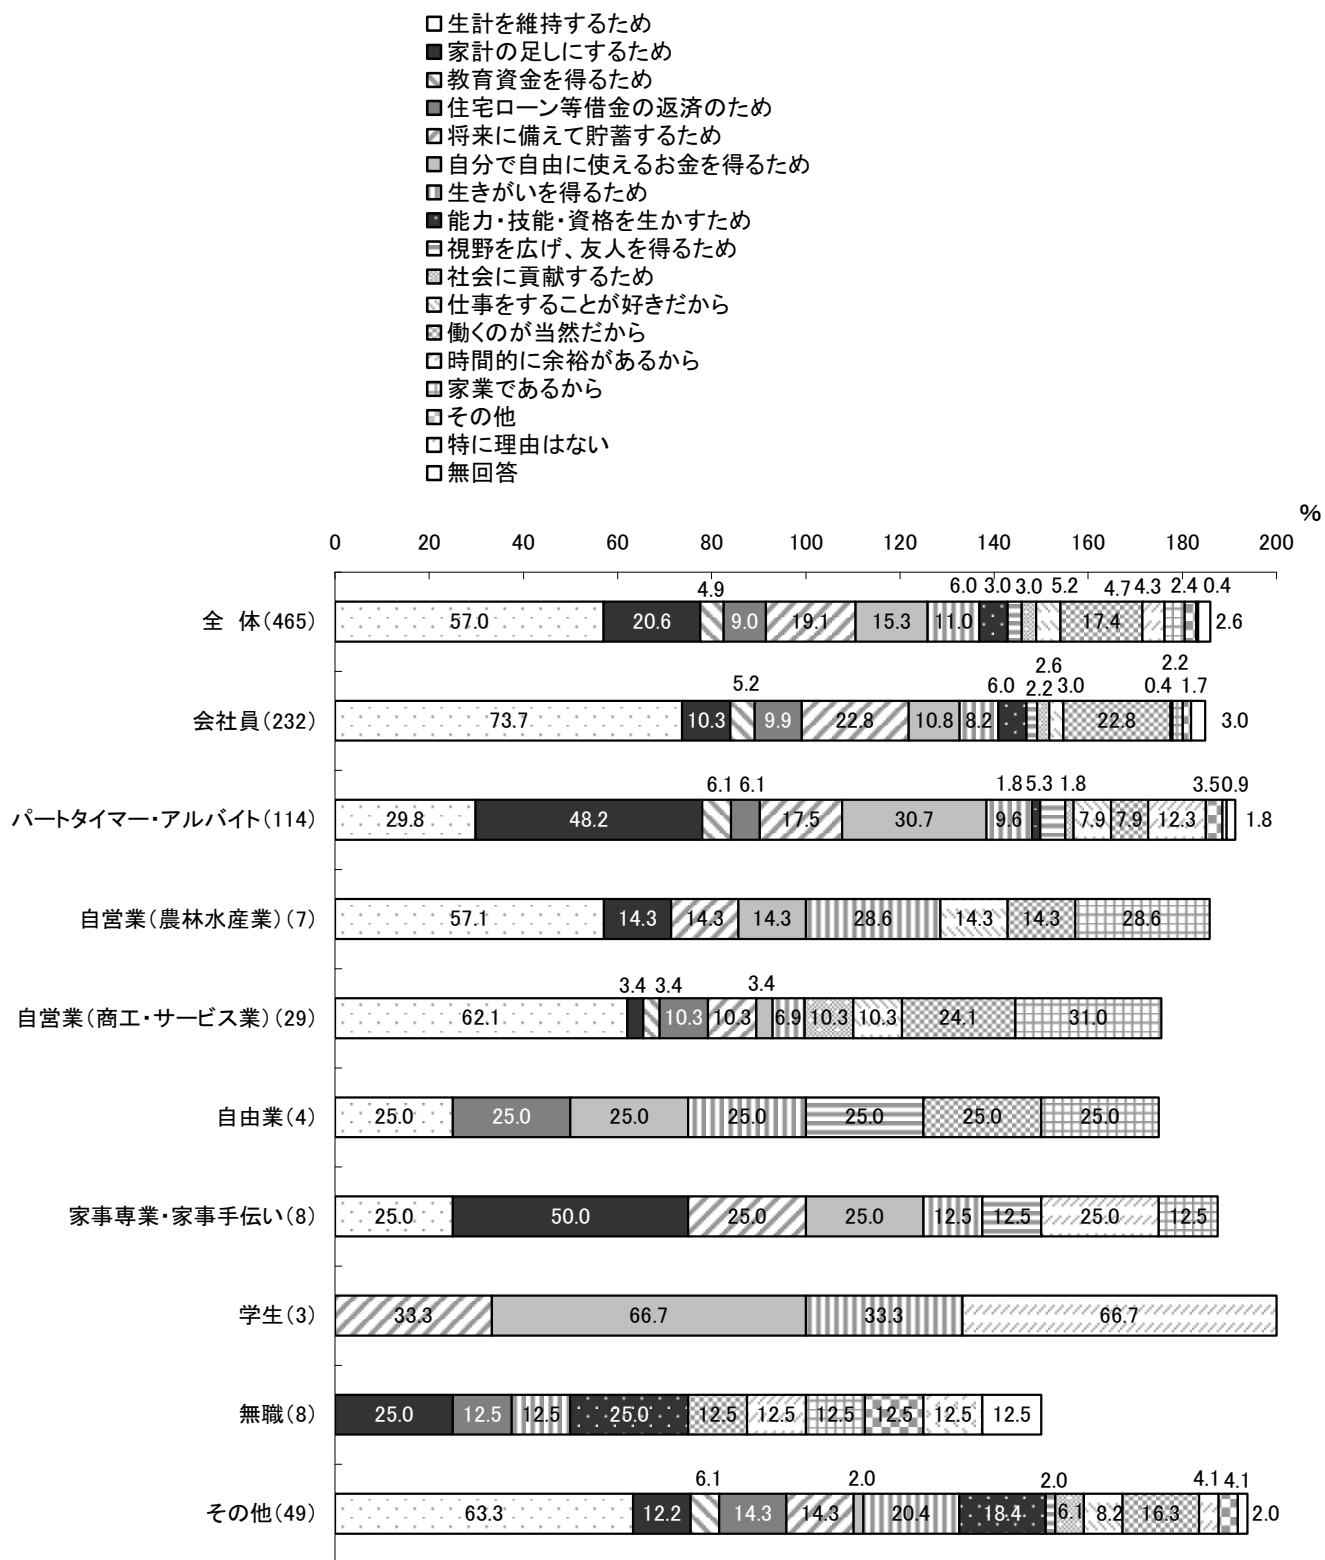 □生計を維持するため
■家計の足しにするため
教育資金を得るため
住宅ローン等借金の返済のため
将来に備えて貯蓄するため
自分で自由に使えるお金を得るため
生きがいを得るため
能力・技能・資格を生かすため
視野を広げ、友人を得るため
社会に貢献するため
仕事をすることが好きだから
働くのが当然だから
時間的に余裕があるから
家業であるから
その他
特に理由はない
□無回答
%
0 20 40 60 80 100 120 140 160 180 200
4.9 6.0 3.0 3.0 5.2 4.7 4.3 2.4 0.4
全 体(465) 57.0 20.6 9.0 19.1 15.3 11.0 17.4 2.6
2.6 2.2
5.2 6.0 2.2 3.0 0.4 1.7
会社員(232) 73.7 10.3 9.9 22.8 10.8 8.2 22.8 3.0
6.1 6.1 1.8 5.3 1.8 3.5 0.9
パートタイマー・アルバイト(114) 29.8 48.2 17.5 30.7 9.6 7.9 7.9 12.3 1.8
自営業(農林水産業)(7) 57.1 14.3 14.3 14.3 28.6 14.3 14.3 28.6
3.4 3.4 3.4
自営業(商工・サービス業)(29) 62.1 10.3 10.3 6.9 10.3 10.3 24.1 31.0
自由業(4) 25.0 25.0 25.0 25.0 25.0 25.0 25.0
家事専業・家事手伝い(8) 25.0 50.0 25.0 25.0 12.5 12.5 25.0 12.5
学生(3) 33.3 66.7 33.3 66.7
無職(8) 25.0 12.5 12.5 25.0 12.5 12.5 12.5 12.5 12.5 12.5
6.1 2.0 2.0 4.1 4.1
その他(49) 63.3 12.2 14.3 14.3 20.4 18.4 6.1 8.2 16.3 2.0